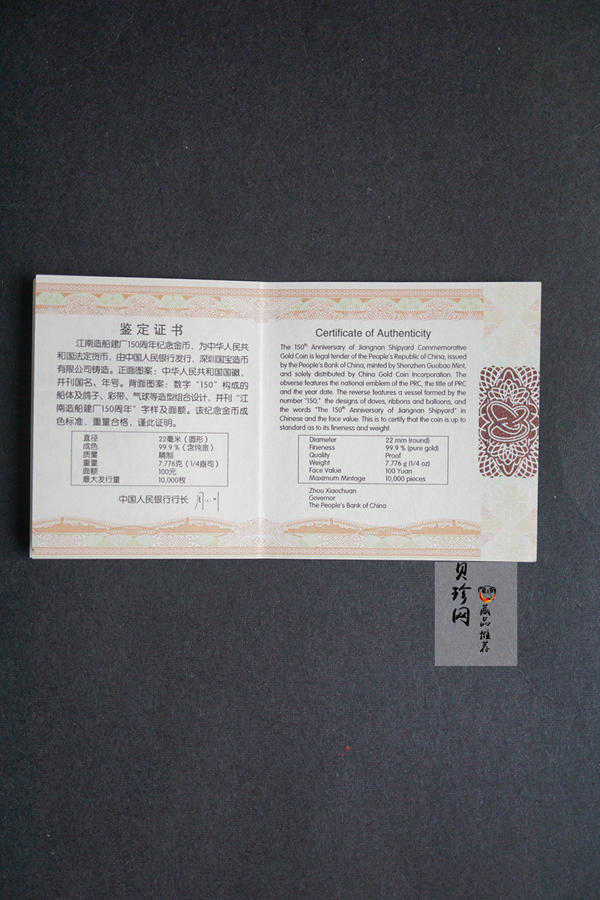 鉴定证书
江南造船建厂150周年纪念金币，为中华人民共
和国法定货币，由中国人民银行发行，深圳国宝造币
有限公司铸造。正面图案：中华人民共和国国徽，
并刊国名、年号。背面图案：数字“150”构成的
船体及鸽子、彩带、气球等造型组合设计，并刊“江
南造船建厂150周年”字样及面额。该纪念金币成
色标准，重量合格，谨此证明。
直径 22毫米（圆形）
成色 99.9%（含纯金）
质量 精制
重量 7.776克（1/4盎司）
面额 100元
最大发行量 10,000枚
中国人民银行行长
Certificate of Authenticity
The 150th Anniversary of Jiangnan Shipyard Commemorative
Gold Coin is legal tender of the People's Republic of China, issued
by the People's Bank of China, minted by Shenzhen Guobao Mint,
and solely distributed by China Gold Coin Incorporation. The
obverse features the national emblem of the PRC, the title of PRC
and the year date. The reverse features a vessel formed by the
number "150," the designs of doves, ribbons and balloons, and
the words "The 150th Anniversary of Jiangnan Shipyard" in
Chinese and the face value. This is to certify that the coin is up to
standard as to its fineness and weight.
Diameter 22 mm (round)
Fineness 99.9 % (pure gold)
Quality Proof
Weight 7.776 g (1/4 oz)
Face Value 100 Yuan
Maximum Mintage 10,000 pieces
Zhou Xiaochuan
Governor
The People's Bank of China
贝珍网
藏品推荐